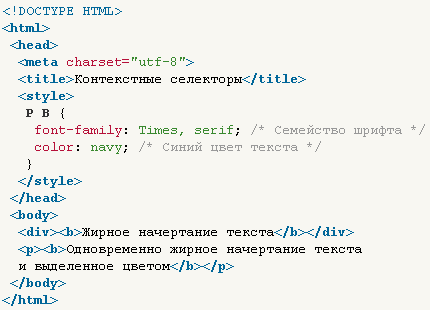 <!DOCTYPE HTML>
<html>
<head>
<meta charset="utf-8">
<title>Контекстные селекторы</title>
<style>
P B {
font-family: Times, serif; /* Семейство шрифта */
color: navy; /* Синий цвет текста */
}
</style>
</head>
<body>
<div><b>Жирное начертание текста</b></div>
<p><b>Одновременно жирное начертание текста
и выделенное цветом</b></p>
</body>
</html>